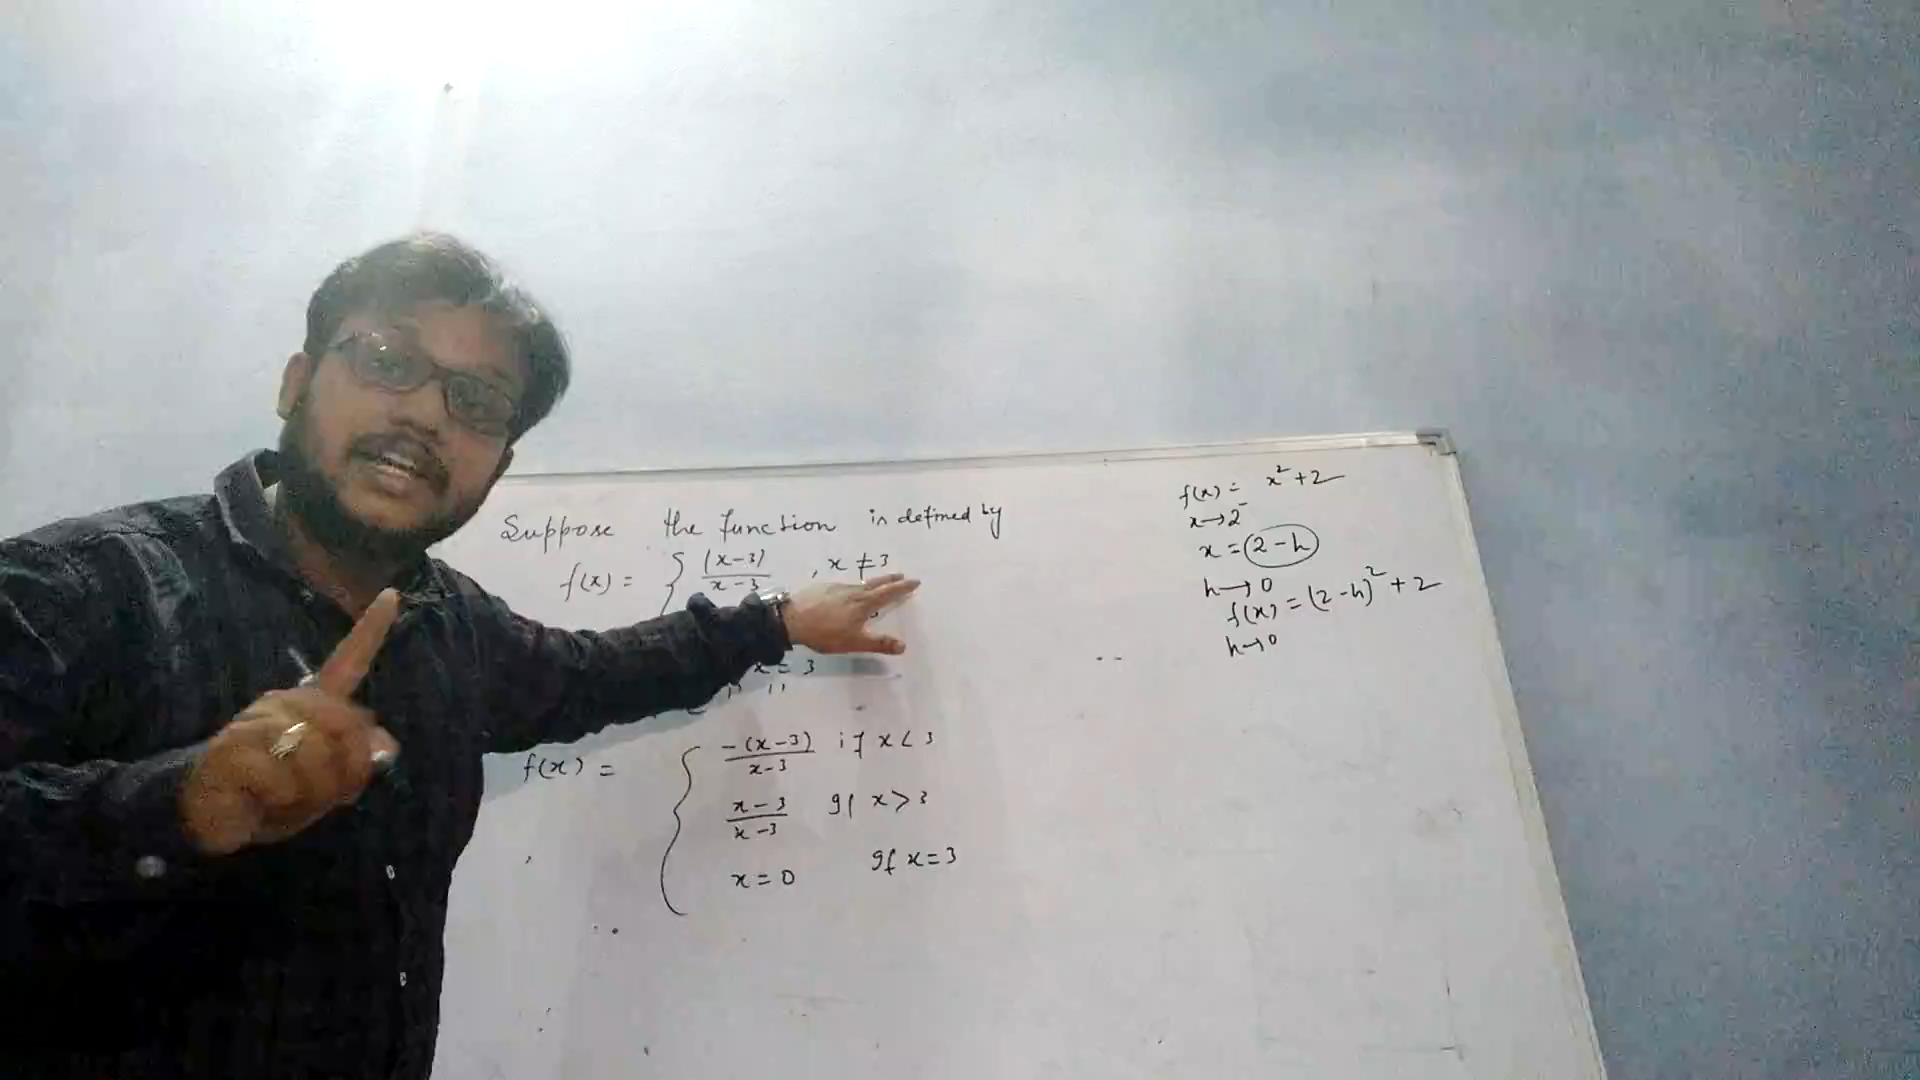 Suppose the function is defined by
f(x) = { (x-3)/x-3 , x ≠ 3
x = 3
f(x) = { -(x-3)/x-3 if x < 3
x-3/x-3 If x > 3
x = 0 If x = 3
f(x) = x² + 2
x → 2⁻
x = (2 - h)
h → 0
f(x) = (2 - h)² + 2
h → 0